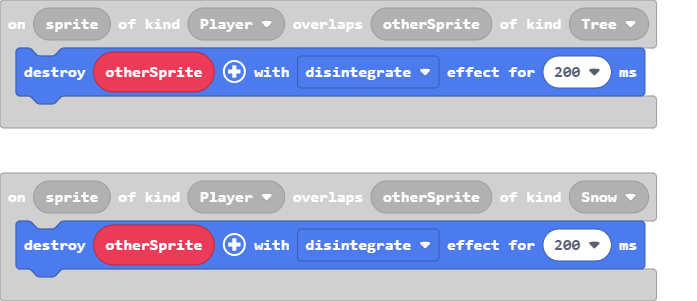 on sprite of kind Player overlaps otherSprite of kind Tree
destroy otherSprite with disintegrate effect for 200 ms
on sprite of kind Player overlaps otherSprite of kind Snow
destroy otherSprite with disintegrate effect for 200 ms